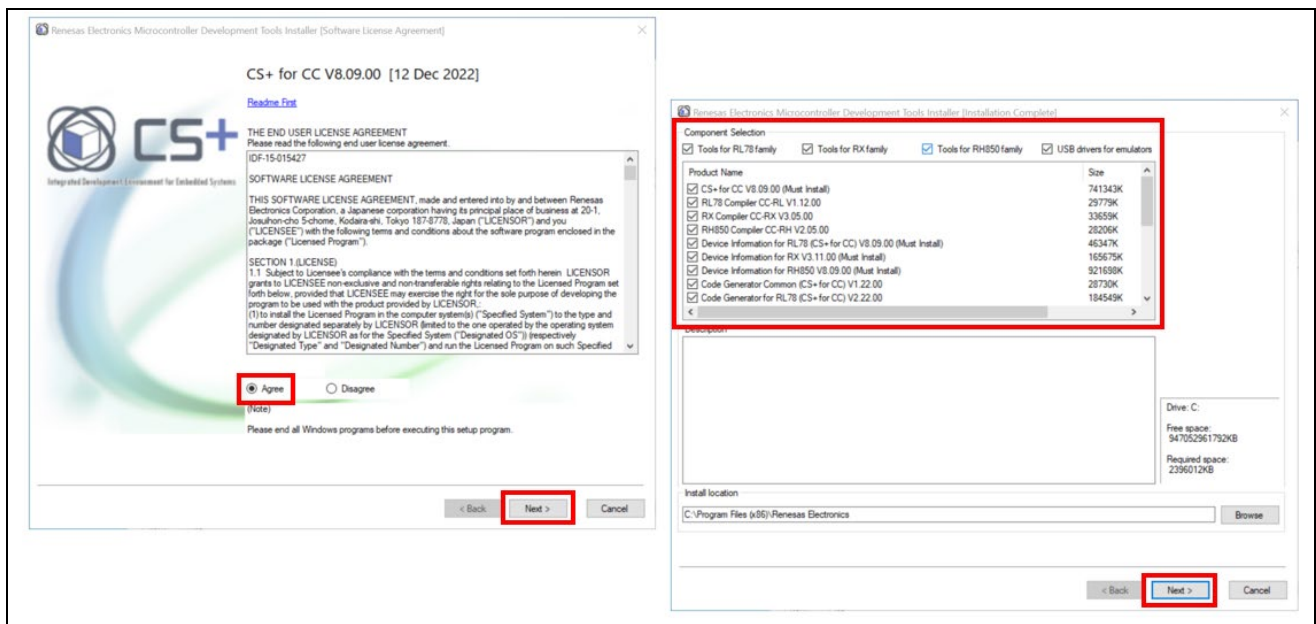 Renesas Electronics Microcontroller Development Tools Installer [Software License Agreement]
CS+ for CC V8.09.00 [12 Dec 2022]
Readme First
CS+
Integrated Development Environment for Embedded Systems
THE END USER LICENSE AGREEMENT
Please read the following end user license agreement.
IDF-15-015427
SOFTWARE LICENSE AGREEMENT
THIS SOFTWARE LICENSE AGREEMENT, made and entered into by and between Renesas
Electronics Corporation, a Japanese corporation having its principal place of business at 20-1,
Josuihon-cho 5-chome, Kodaira-shi, Tokyo 187-8778, Japan ("LICENSOR") and you
("LICENSEE") with the following terms and conditions about the software program enclosed in the
package ("Licensed Program").
SECTION 1.(LICENSE)
1.1 Subject to Licensee's compliance with the terms and conditions set forth herein LICENSOR
grants to LICENSEE non-exclusive and non-transferable rights relating to the Licensed Program set
forth below, provided that LICENSEE may exercise the right for the sole purpose of developing the
program to be used with the product provided by LICENSOR,:
(1)to install the Licensed Program in the computer system(s) ("Specified System") to the type and
number designated separately by LICENSOR (limited to the one operated by the operating system
designated by LICENSOR as for the Specified System ("Designated OS")) (respectively
"Designated Type" and "Designated Number") and run the Licensed Program on such Specified
Agree Disagree
(Note)
Please end all Windows programs before executing this setup program.
< Back Next > Cancel
Renesas Electronics Microcontroller Development Tools Installer [Installation Complete]
Component Selection
Tools for RL78 family Tools for RX family Tools for RH850 family USB drivers for emulators
Product Name Size
CS+ for CC V8.09.00 (Must Install) 741343K
RL78 Compiler CC-RL V1.12.00 29779K
RX Compiler CC-RX V3.05.00 33659K
RH850 Compiler CC-RH V2.05.00 28206K
Device Information for RL78 (CS+ for CC) V8.09.00 (Must Install) 46347K
Device Information for RX V3.11.00 (Must Install) 165675K
Device Information for RH850 V8.09.00 (Must Install) 921698K
Code Generator Common (CS+ for CC) V1.22.00 28730K
Code Generator for RL78 (CS+ for CC) V2.22.00 184549K
Description
Drive: C:
Free space:
947052961792KB
Required space:
2396012KB
Install location
C:\Program Files (x86)\Renesas Electronics Browse
< Back Next > Cancel